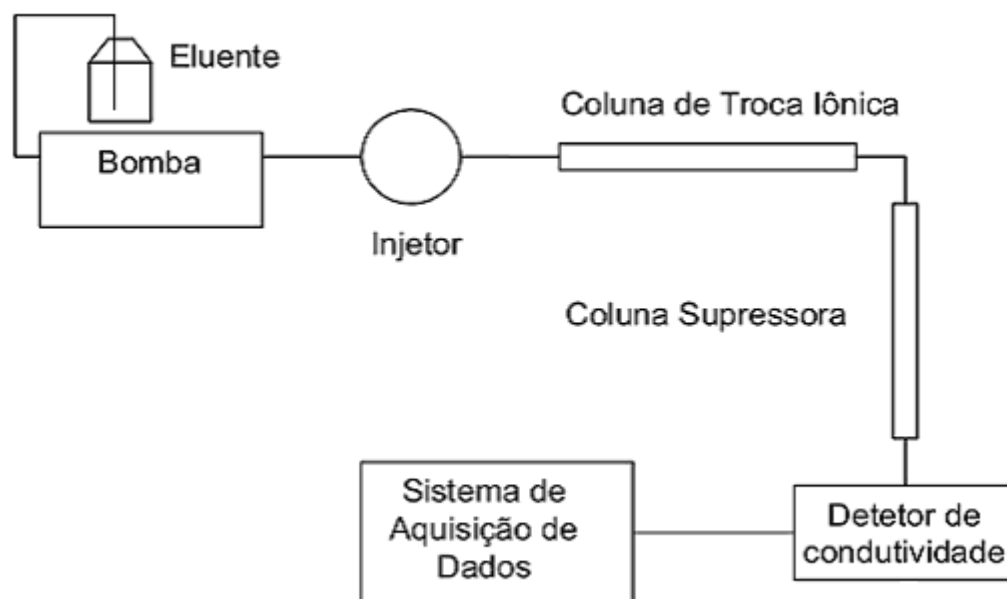 Eluente
Bomba
Injetor
Coluna de Troca Iônica
Coluna Supressora
Detetor de
condutividade
Sistema de
Aquisição de
Dados